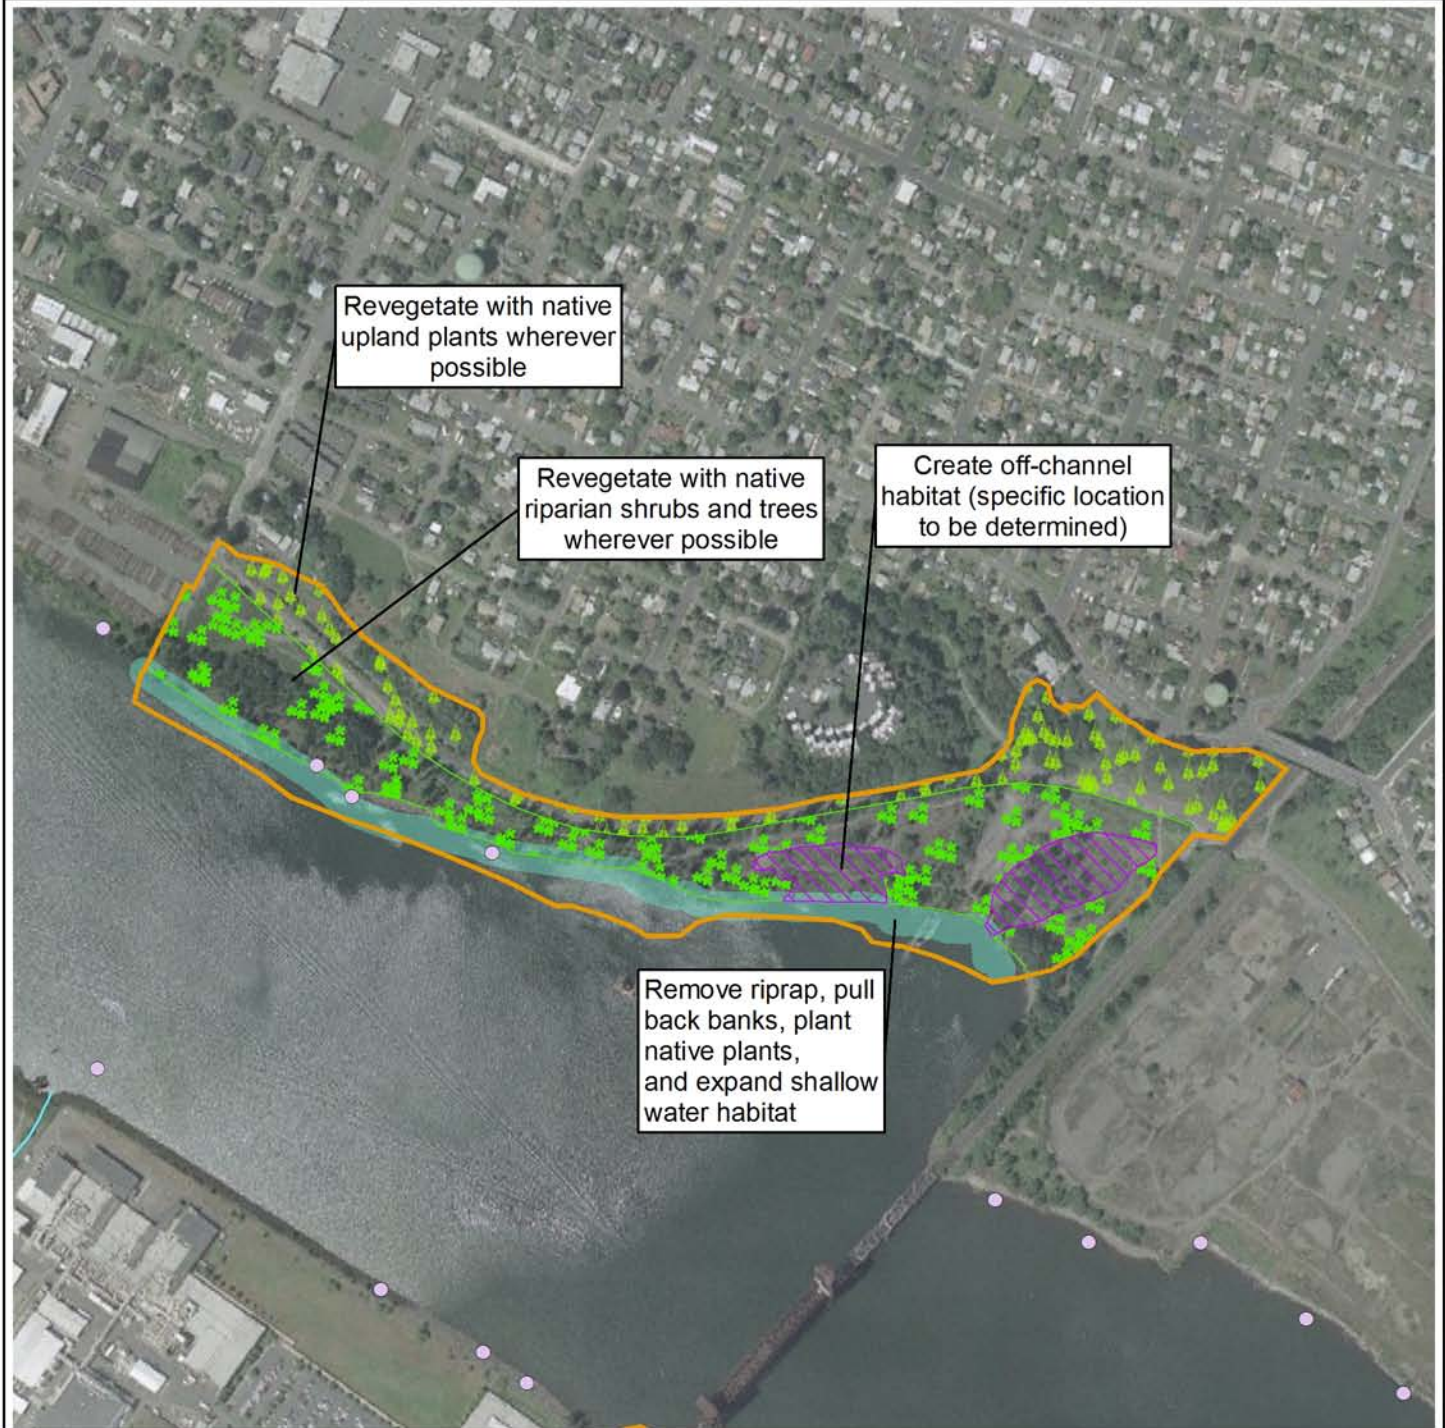 Revegetate with native
upland plants wherever
possible
Revegetate with native
riparian shrubs and trees
wherever possible
Create off-channel
habitat (specific location
to be determined)
Remove riprap, pull
back banks, plant
native plants,
and expand shallow
water habitat